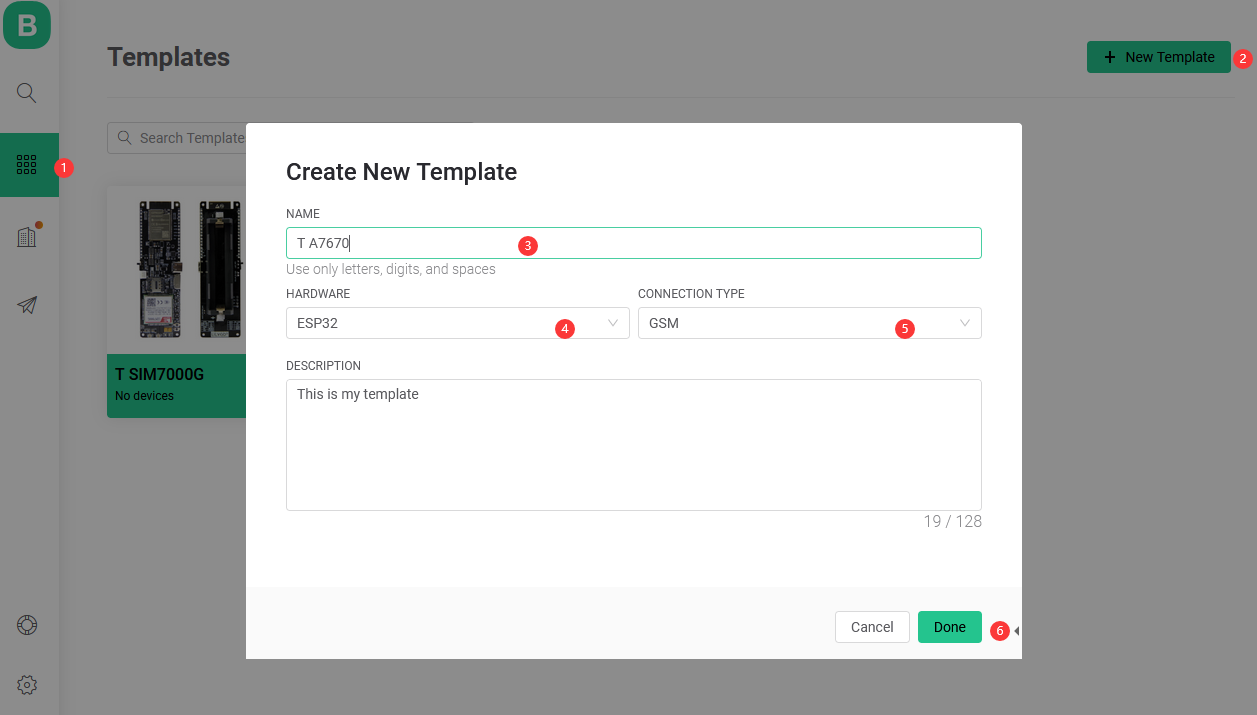 B
Templates
+ New Template
2
Search Template
1
Create New Template
NAME
T A7670
3
Use only letters, digits, and spaces
HARDWARE
CONNECTION TYPE
ESP32
4
GSM
5
DESCRIPTION
This is my template
T SIM7000G
No devices
19 / 128
Cancel
Done
6